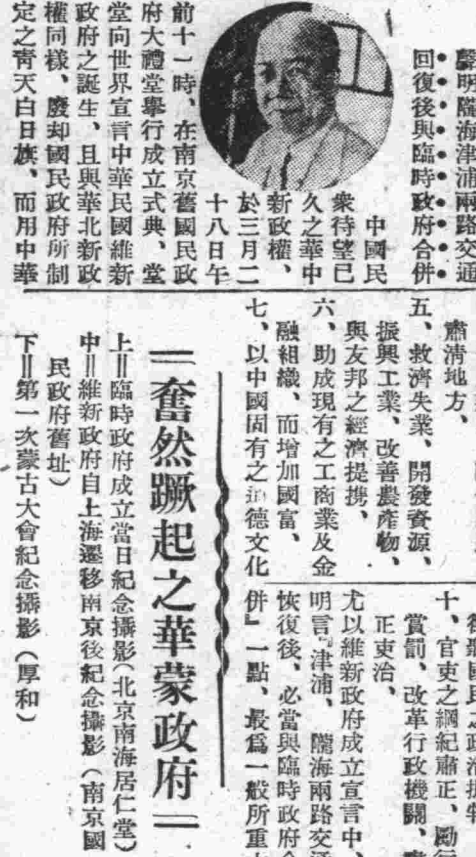 聲明隴海津浦兩路交通
回復後與臨時政府合併
中國民
衆待望已
久之華中
新政權、
於三月二
十八日午
前十一時、在南京舊國民政
府大禮堂舉行成立式典、堂
堂向世界宣言中華民國維新
政府之誕生、且與華北新政
權同樣、廢却國民政府所制
定之靑天白日旗、而用中華
肅淸地方、
五、救濟失業、開發資源、
振興工業、改善農產物、
與友邦之經濟提携、
六、助成現有之工商業及金
融組織、而增加國富、
七、以中國固有之道德文化
十、官吏之綱紀肅正、勵行
賞罰、改革行政機關、
正吏治、
尤以維新政府成立宣言中、
明言『津浦、隴海兩路交通
恢復後、必當與臨時政府合
併』一點、最爲一般所重
=奮然蹶起之華蒙政府=
上=臨時政府成立當日紀念攝影(北京南海居仁堂)
中=維新政府自上海遷移南京後紀念攝影(南京國
民政府舊址)
下=第一次蒙古大會紀念攝影(厚和)